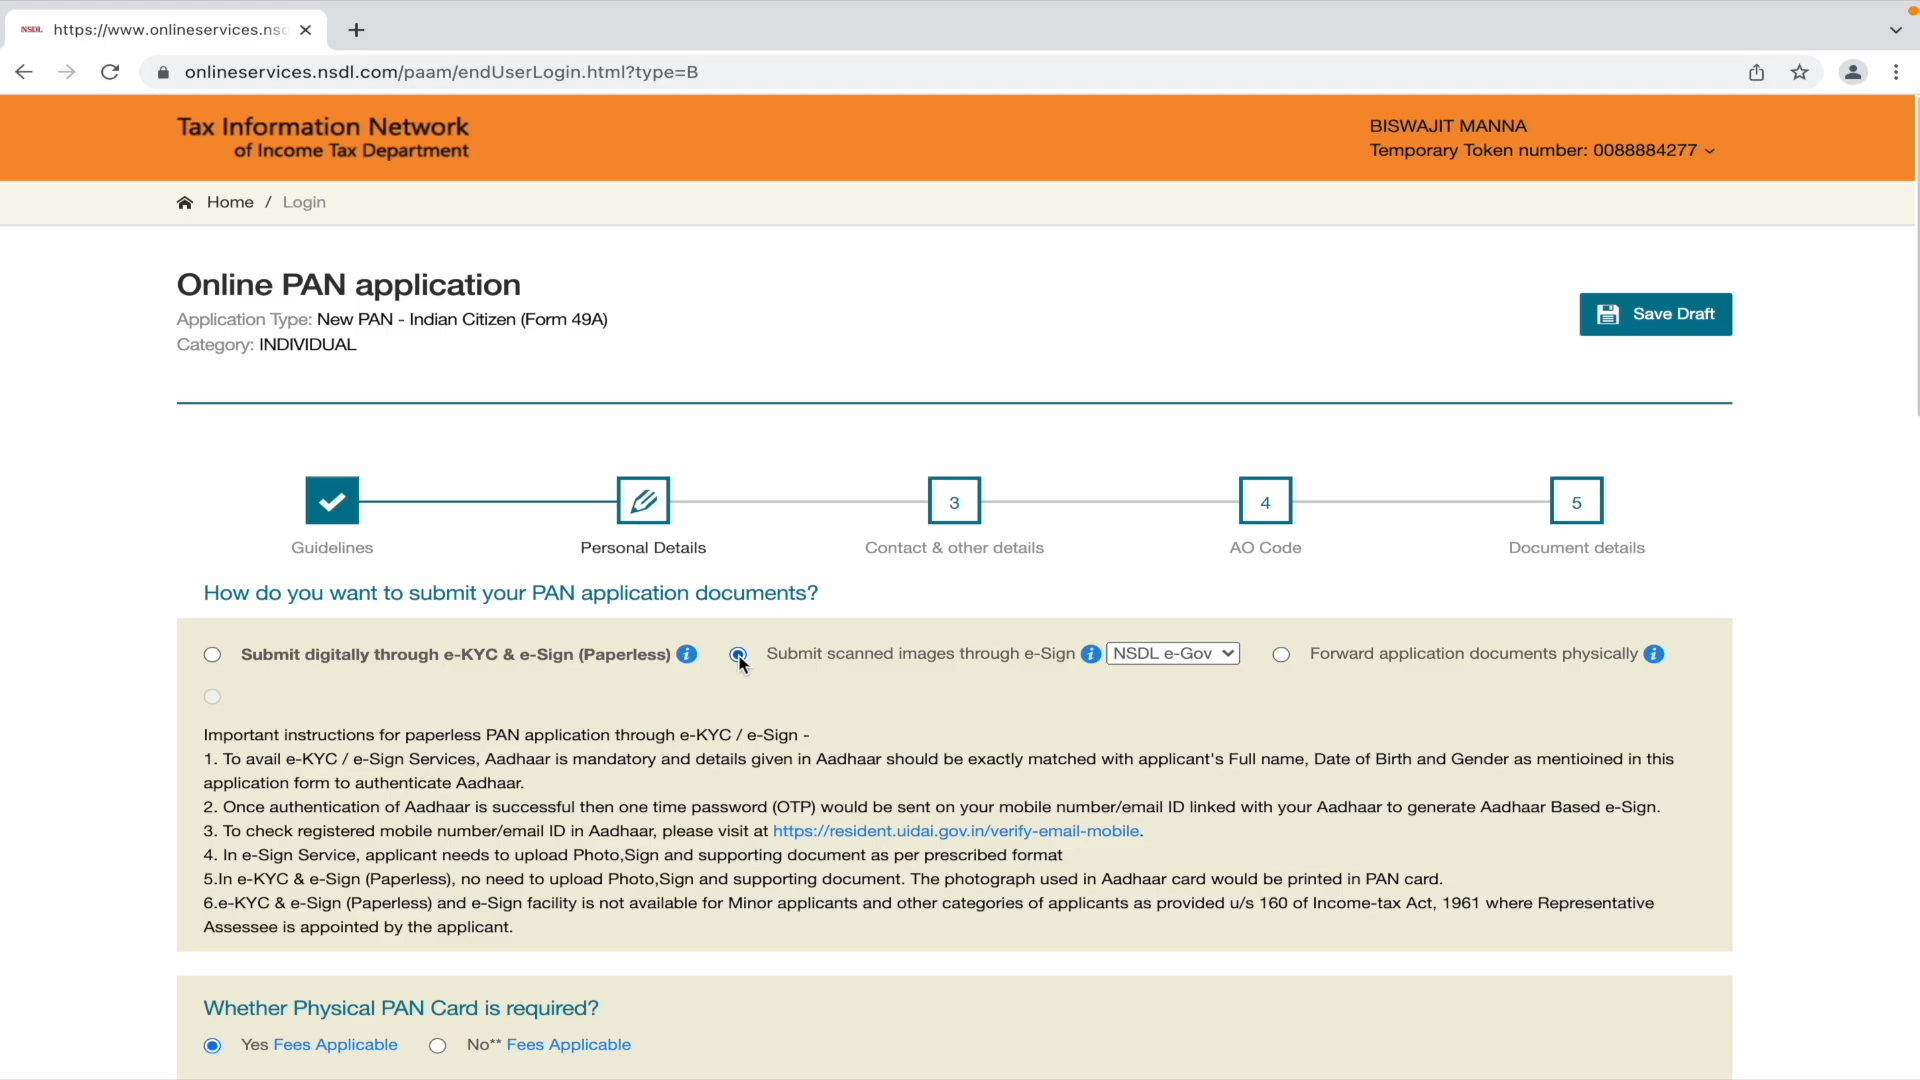 NSDL https://www.onlineservices.nsd
onlineservices.nsdl.com/paam/endUserLogin.html?type=B
Tax Information Network
of Income Tax Department
BISWAJIT MANNA
Temporary Token number: 0088884277
Home / Login
Online PAN application
Application Type: New PAN - Indian Citizen (Form 49A)
Category: INDIVIDUAL
Save Draft
3
4
5
Guidelines
Personal Details
Contact & other details
AO Code
Document details
How do you want to submit your PAN application documents?
Submit digitally through e-KYC & e-Sign (Paperless) i
Submit scanned images through e-Sign i NSDL e-Gov
Forward application documents physically i
Important instructions for paperless PAN application through e-KYC / e-Sign -
1. To avail e-KYC / e-Sign Services, Aadhaar is mandatory and details given in Aadhaar should be exactly matched with applicant's Full name, Date of Birth and Gender as mentioined in this
application form to authenticate Aadhaar.
2. Once authentication of Aadhaar is successful then one time password (OTP) would be sent on your mobile number/email ID linked with your Aadhaar to generate Aadhaar Based e-Sign.
3. To check registered mobile number/email ID in Aadhaar, please visit at https://resident.uidai.gov.in/verify-email-mobile.
4. In e-Sign Service, applicant needs to upload Photo,Sign and supporting document as per prescribed format
5.In e-KYC & e-Sign (Paperless), no need to upload Photo,Sign and supporting document. The photograph used in Aadhaar card would be printed in PAN card.
6.e-KYC & e-Sign (Paperless) and e-Sign facility is not available for Minor applicants and other categories of applicants as provided u/s 160 of Income-tax Act, 1961 where Representative
Assessee is appointed by the applicant.
Whether Physical PAN Card is required?
Yes Fees Applicable
No** Fees Applicable